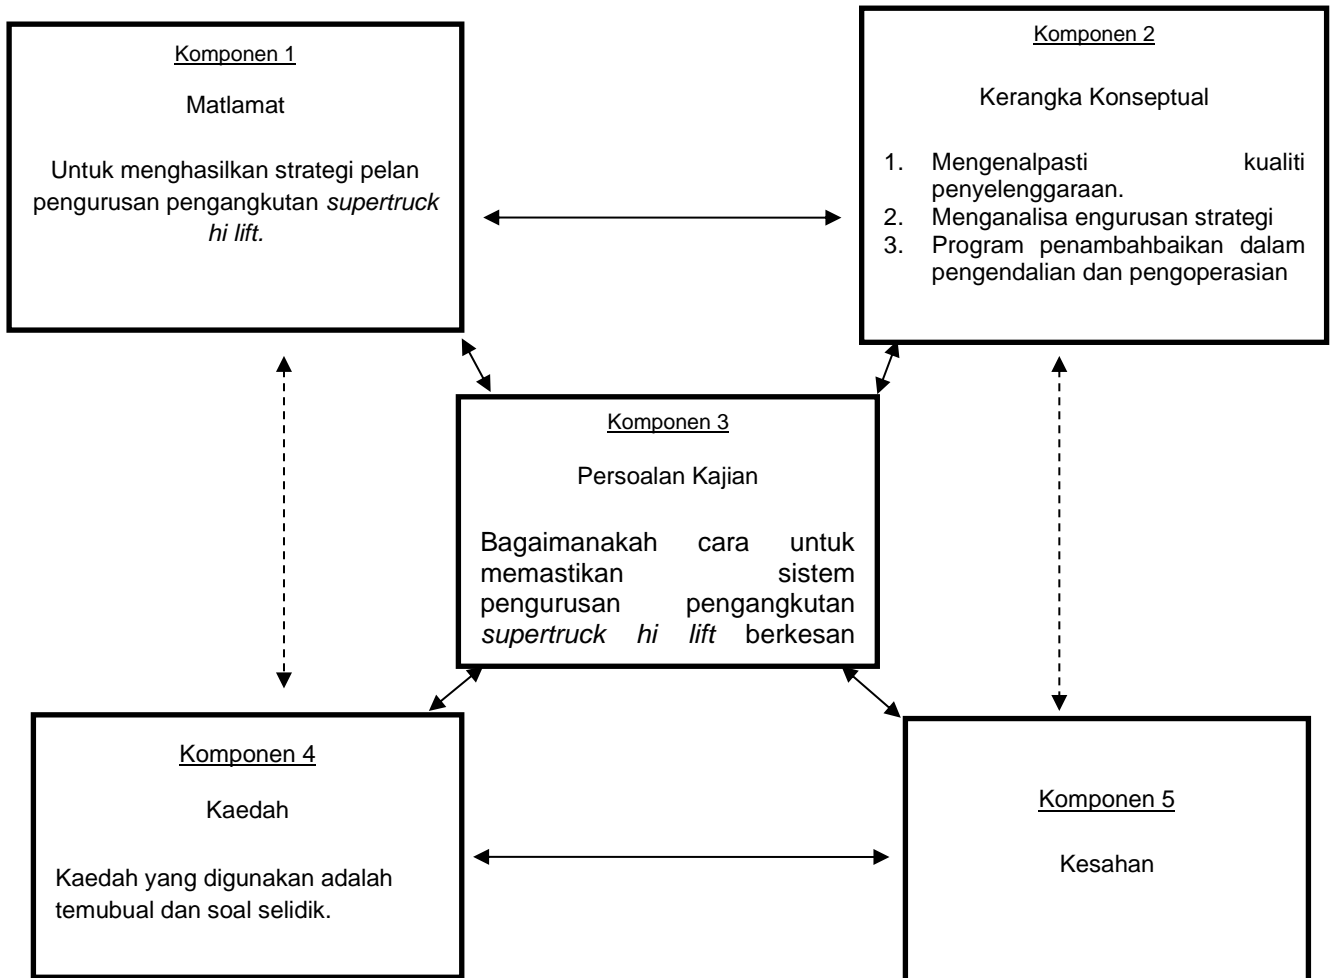 Komponen 1
Matlamat
Untuk menghasilkan strategi pelan
pengurusan pengangkutan supertruck
hi lift.
Komponen 2
Kerangka Konseptual
1. Mengenalpasti kualiti
penyelenggaraan.
2. Menganalisa engurusan strategi
3. Program penambahbaikan dalam
pengendalian dan pengoperasian
Komponen 3
Persoalan Kajian
Bagaimanakah cara untuk
memastikan sistem
pengurusan pengangkutan
supertruck hi lift berkesan
Komponen 4
Kaedah
Kaedah yang digunakan adalah
temubual dan soal selidik.
Komponen 5
Kesahan